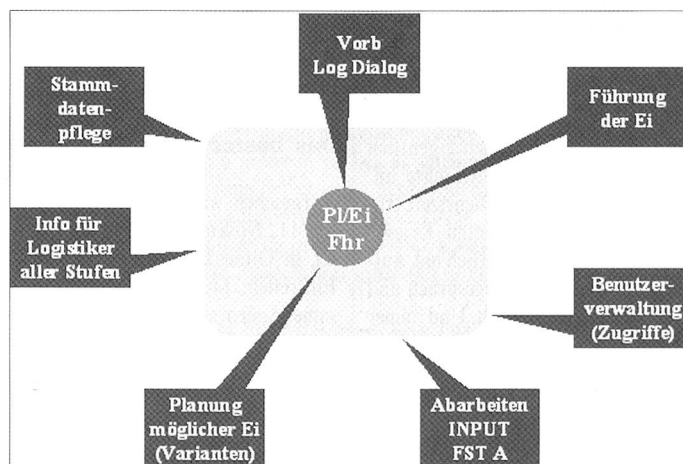 Vorb
Log Dialog
Stamm-
daten-
pflege
Führung
der Ei
Pl/Ei
Fhr
Info für
Logistiker
aller Stufen
Benutzer-
verwaltung
(Zugriffe)
Planung
möglicher Ei
(Varianten)
Abarbeiten
INPUT
FST A